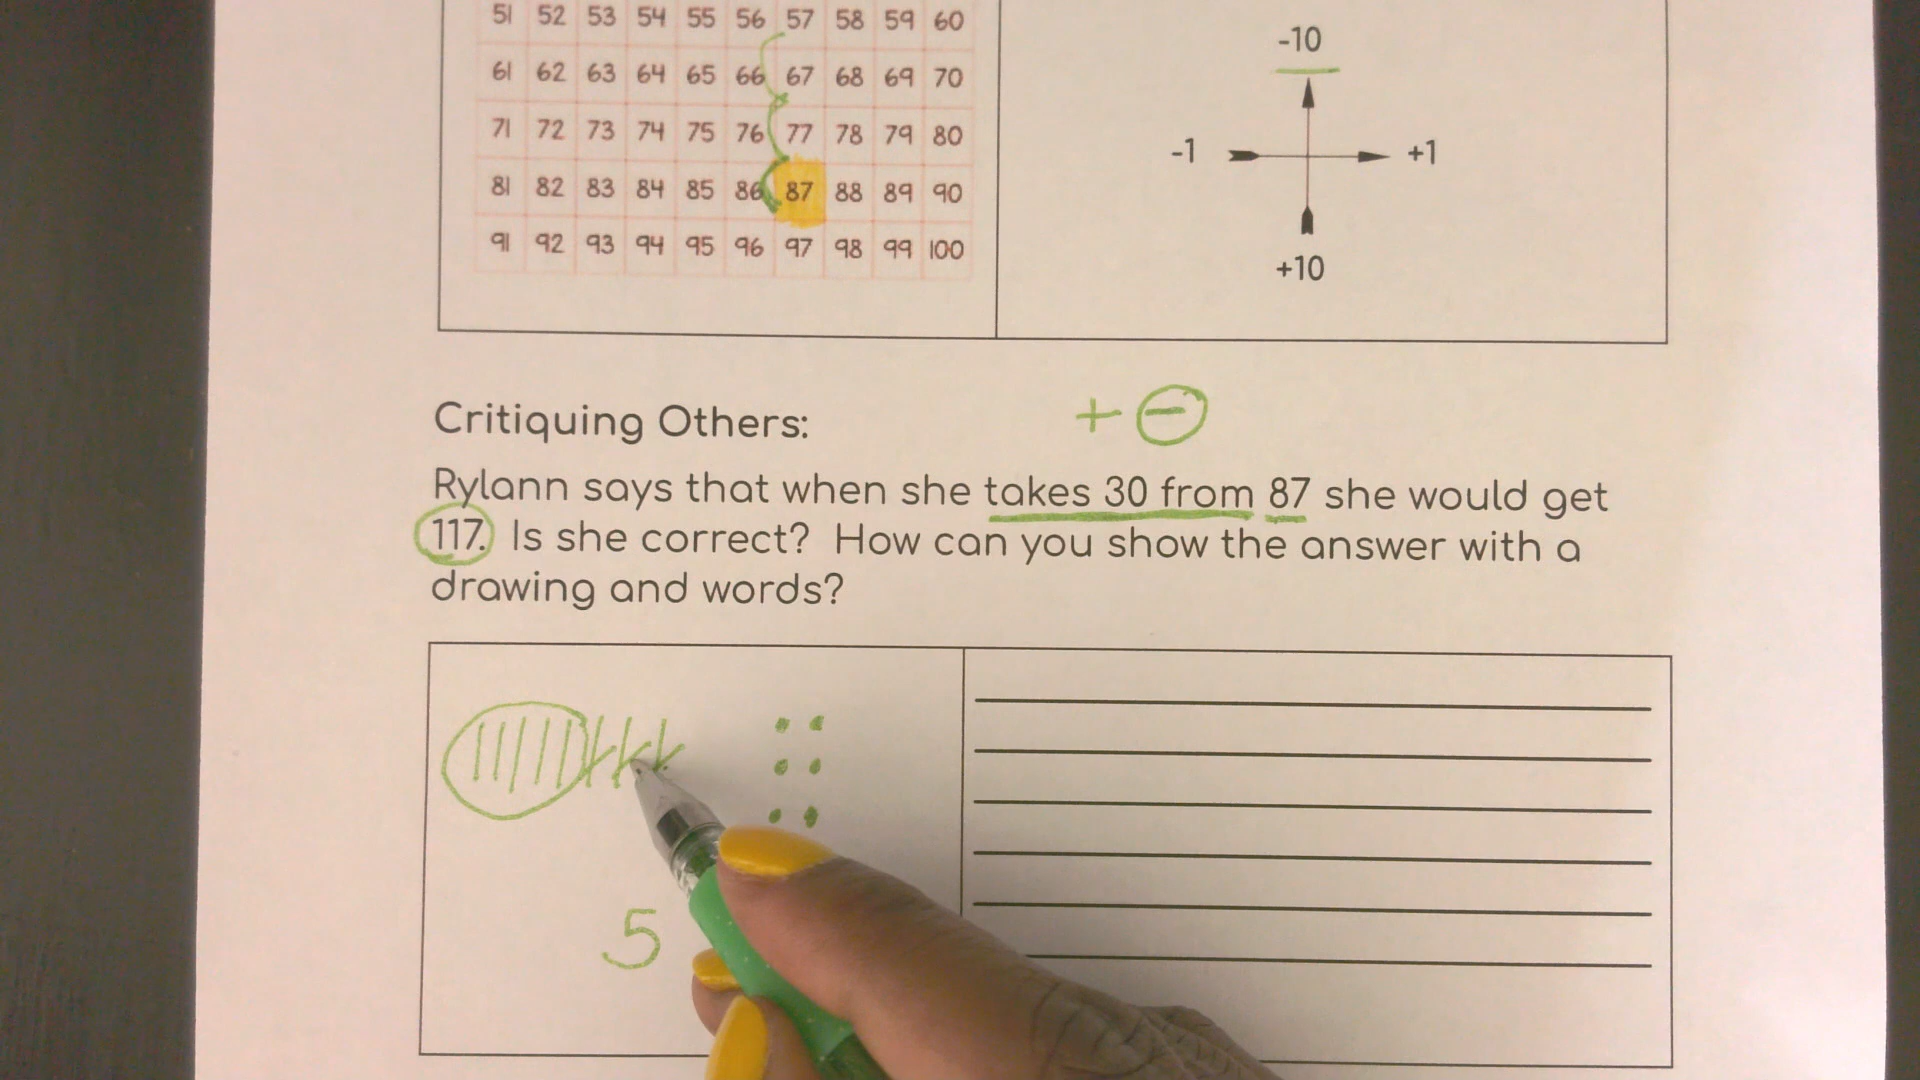 51 52 53 54 55 56 57 58 59 60
61 62 63 64 65 66 67 68 69 70
71 72 73 74 75 76 77 78 79 80
81 82 83 84 85 86 87 88 89 90
91 92 93 94 95 96 97 98 99 100
-10
-1 +1
+10
Critiquing Others:
+ -
Rylann says that when she takes 30 from 87 she would get
117. Is she correct? How can you show the answer with a
drawing and words?
5